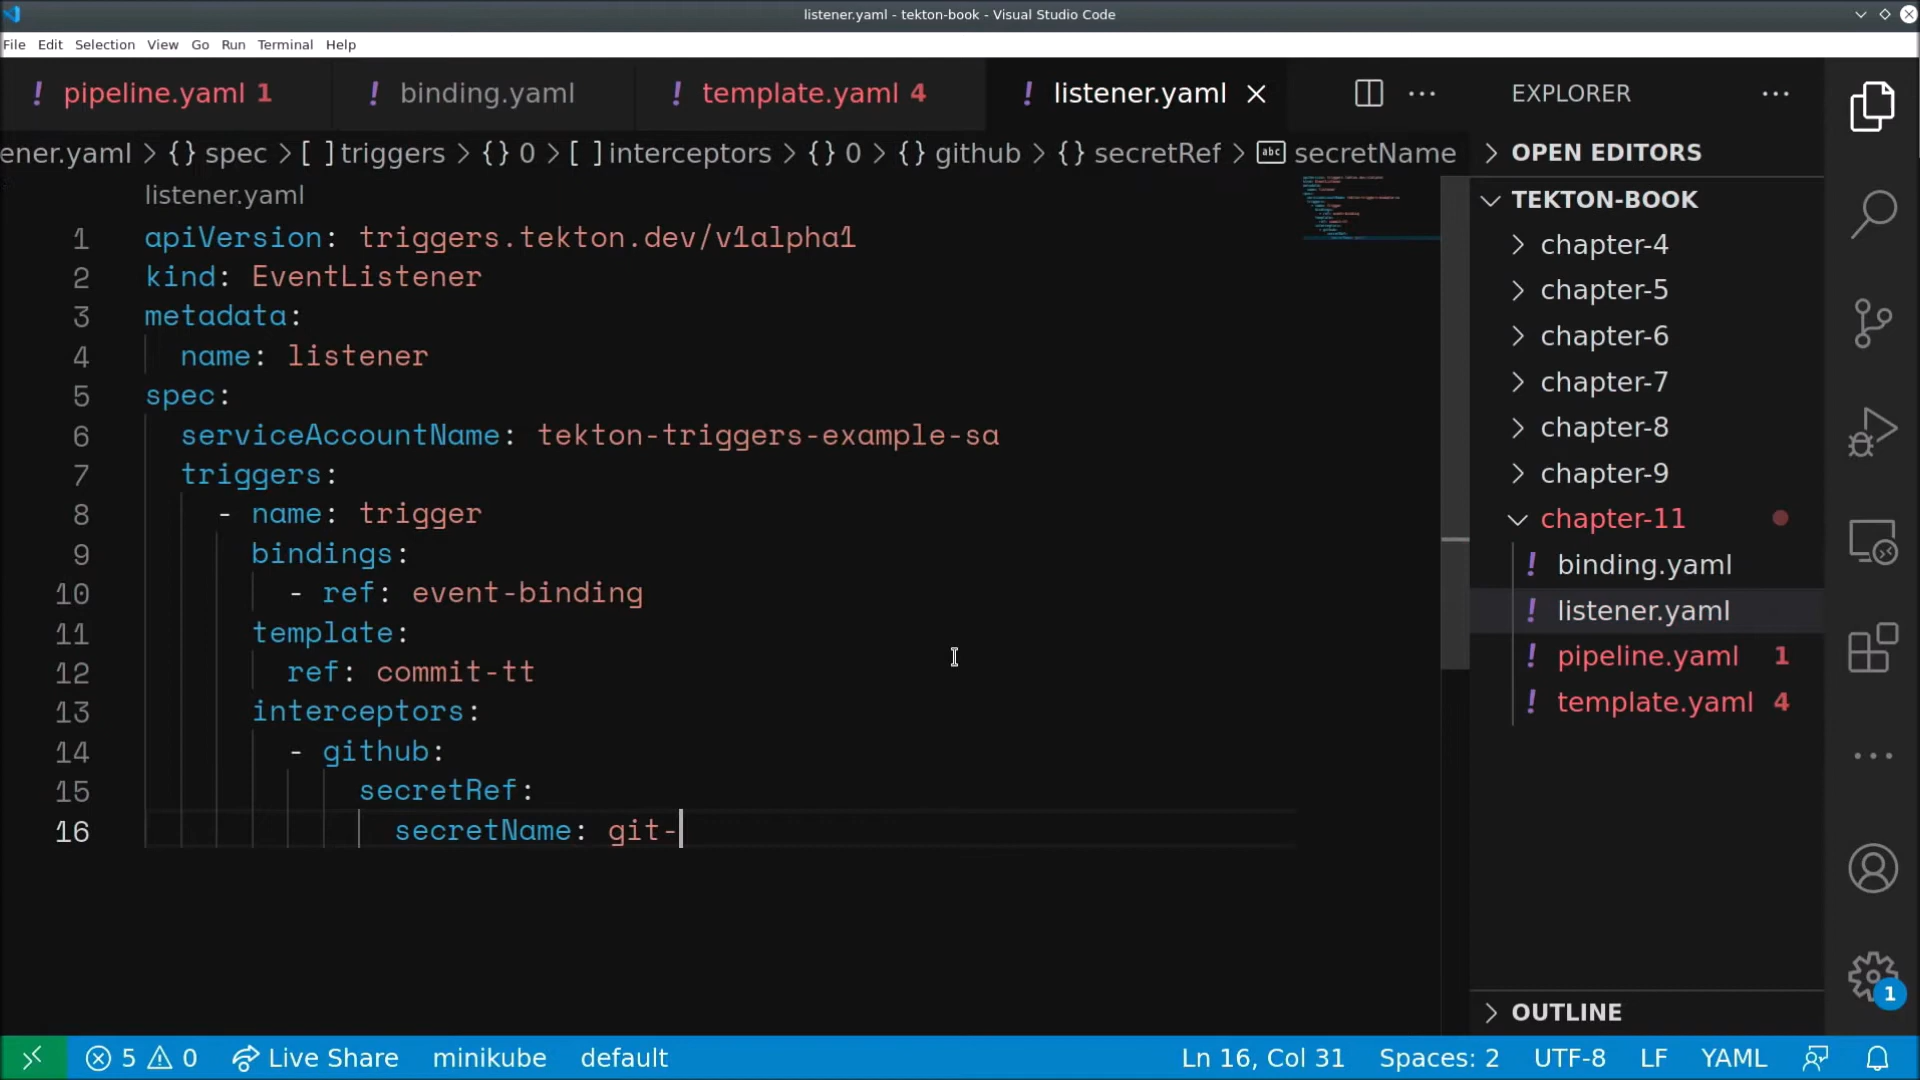 listener.yaml - tekton-book - Visual Studio Code
File Edit Selection View Go Run Terminal Help
! pipeline.yaml 1 ! binding.yaml ! template.yaml 4 ! listener.yaml
ener.yaml > {} spec > [ ] triggers > {} 0 > [ ] interceptors > {} 0 > {} github > {} secretRef > abc secretName
listener.yaml
1 apiVersion: triggers.tekton.dev/v1alpha1
2 kind: EventListener
3 metadata:
4 name: listener
5 spec:
6 serviceAccountName: tekton-triggers-example-sa
7 triggers:
8 - name: trigger
9 bindings:
10 - ref: event-binding
11 template:
12 ref: commit-tt
13 interceptors:
14 - github:
15 secretRef:
16 secretName: git-
EXPLORER
OPEN EDITORS
TEKTON-BOOK
chapter-4
chapter-5
chapter-6
chapter-7
chapter-8
chapter-9
chapter-11
! binding.yaml
! listener.yaml
! pipeline.yaml 1
! template.yaml 4
OUTLINE
1
5 0 Live Share minikube default Ln 16, Col 31 Spaces: 2 UTF-8 LF YAML